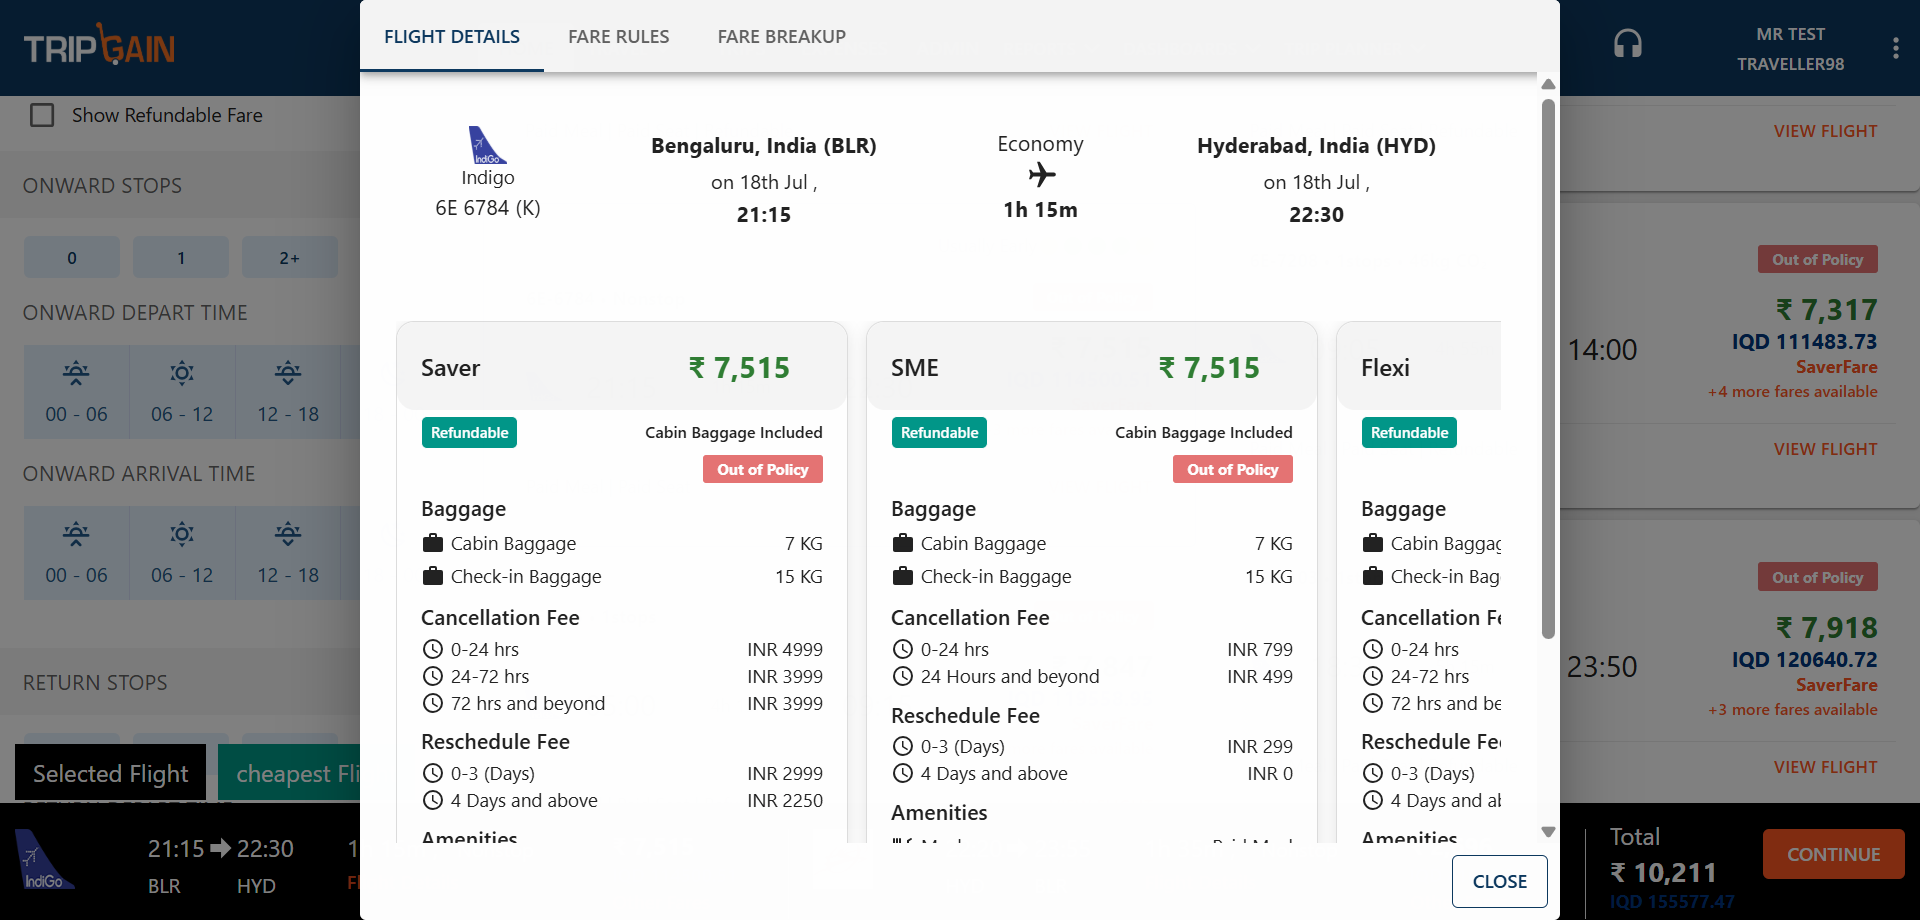 TRIPGAIN
FLIGHT DETAILS
FARE RULES
FARE BREAKUP
MR TEST
TRAVELLER98
Show Refundable Fare
ONWARD STOPS
0
1
2+
ONWARD DEPART TIME
00 - 06
06 - 12
12 - 18
ONWARD ARRIVAL TIME
00 - 06
06 - 12
12 - 18
RETURN STOPS
Selected Flight
cheapest Fli
IndiGo
Indigo
6E 6784 (K)
Bengaluru, India (BLR)
on 18th Jul ,
21:15
Economy
1h 15m
Hyderabad, India (HYD)
on 18th Jul ,
22:30
Saver
₹ 7,515
Refundable
Cabin Baggage Included
Out of Policy
Baggage
Cabin Baggage 7 KG
Check-in Baggage 15 KG
Cancellation Fee
0-24 hrs INR 4999
24-72 hrs INR 3999
72 hrs and beyond INR 3999
Reschedule Fee
0-3 (Days) INR 2999
4 Days and above INR 2250
Amenities
SME
₹ 7,515
Refundable
Cabin Baggage Included
Out of Policy
Baggage
Cabin Baggage 7 KG
Check-in Baggage 15 KG
Cancellation Fee
0-24 hrs INR 799
24 Hours and beyond INR 499
Reschedule Fee
0-3 (Days) INR 299
4 Days and above INR 0
Amenities
Flexi
Refundable
Baggage
Cabin Baggag
Check-in Bag
Cancellation Fe
0-24 hrs
24-72 hrs
72 hrs and be
Reschedule Fe
0-3 (Days)
4 Days and ab
Amenities
CLOSE
VIEW FLIGHT
Out of Policy
14:00
₹ 7,317
IQD 111483.73
SaverFare
+4 more fares available
VIEW FLIGHT
Out of Policy
23:50
₹ 7,918
IQD 120640.72
SaverFare
+3 more fares available
VIEW FLIGHT
IndiGo
21:15 22:30 1
BLR HYD
Total
₹ 10,211
IQD 155577.47
CONTINUE